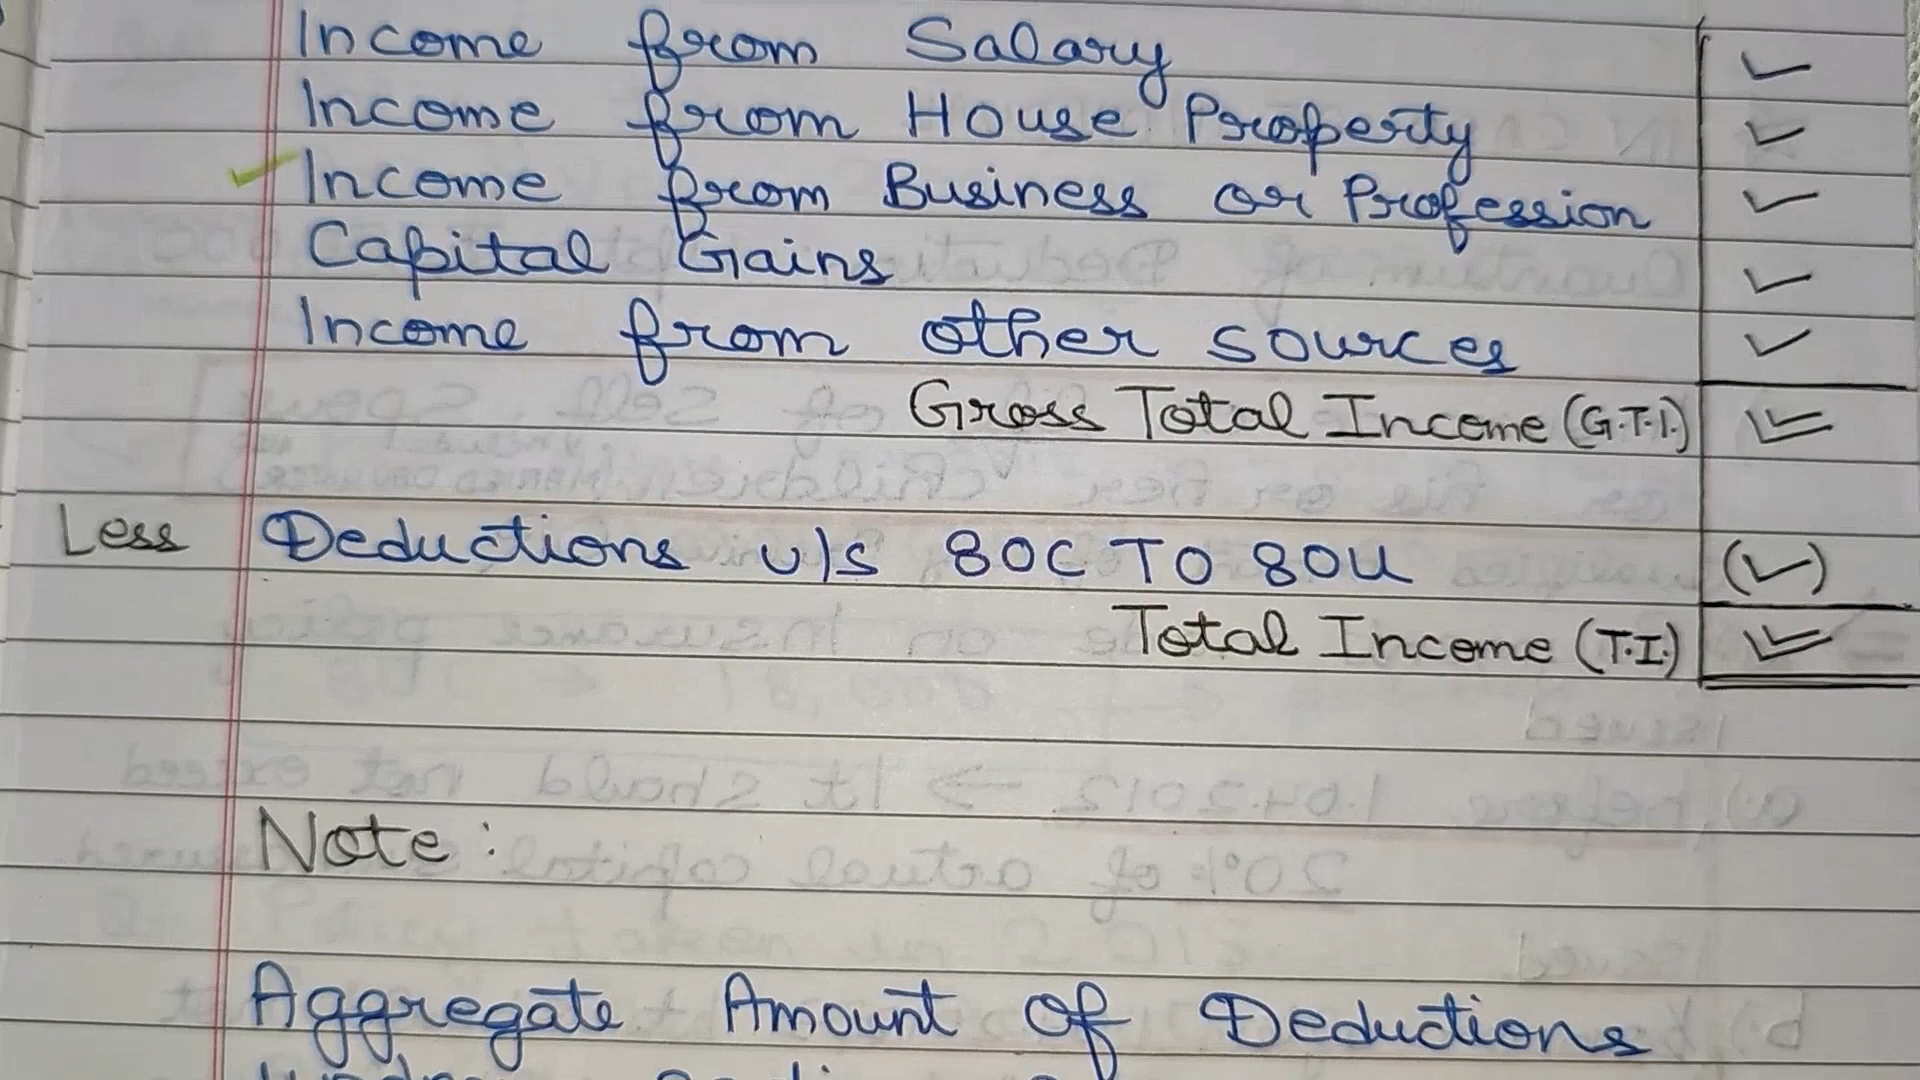 Income from Salary
Income from House Property
Income from Business or Profession
Capital Gains
Income from other sources
Gross Total Income (G.T.I.)
Less Deductions u/s 80C TO 80U
Total Income (T.I.)
Note :
Aggregate Amount of Deductions